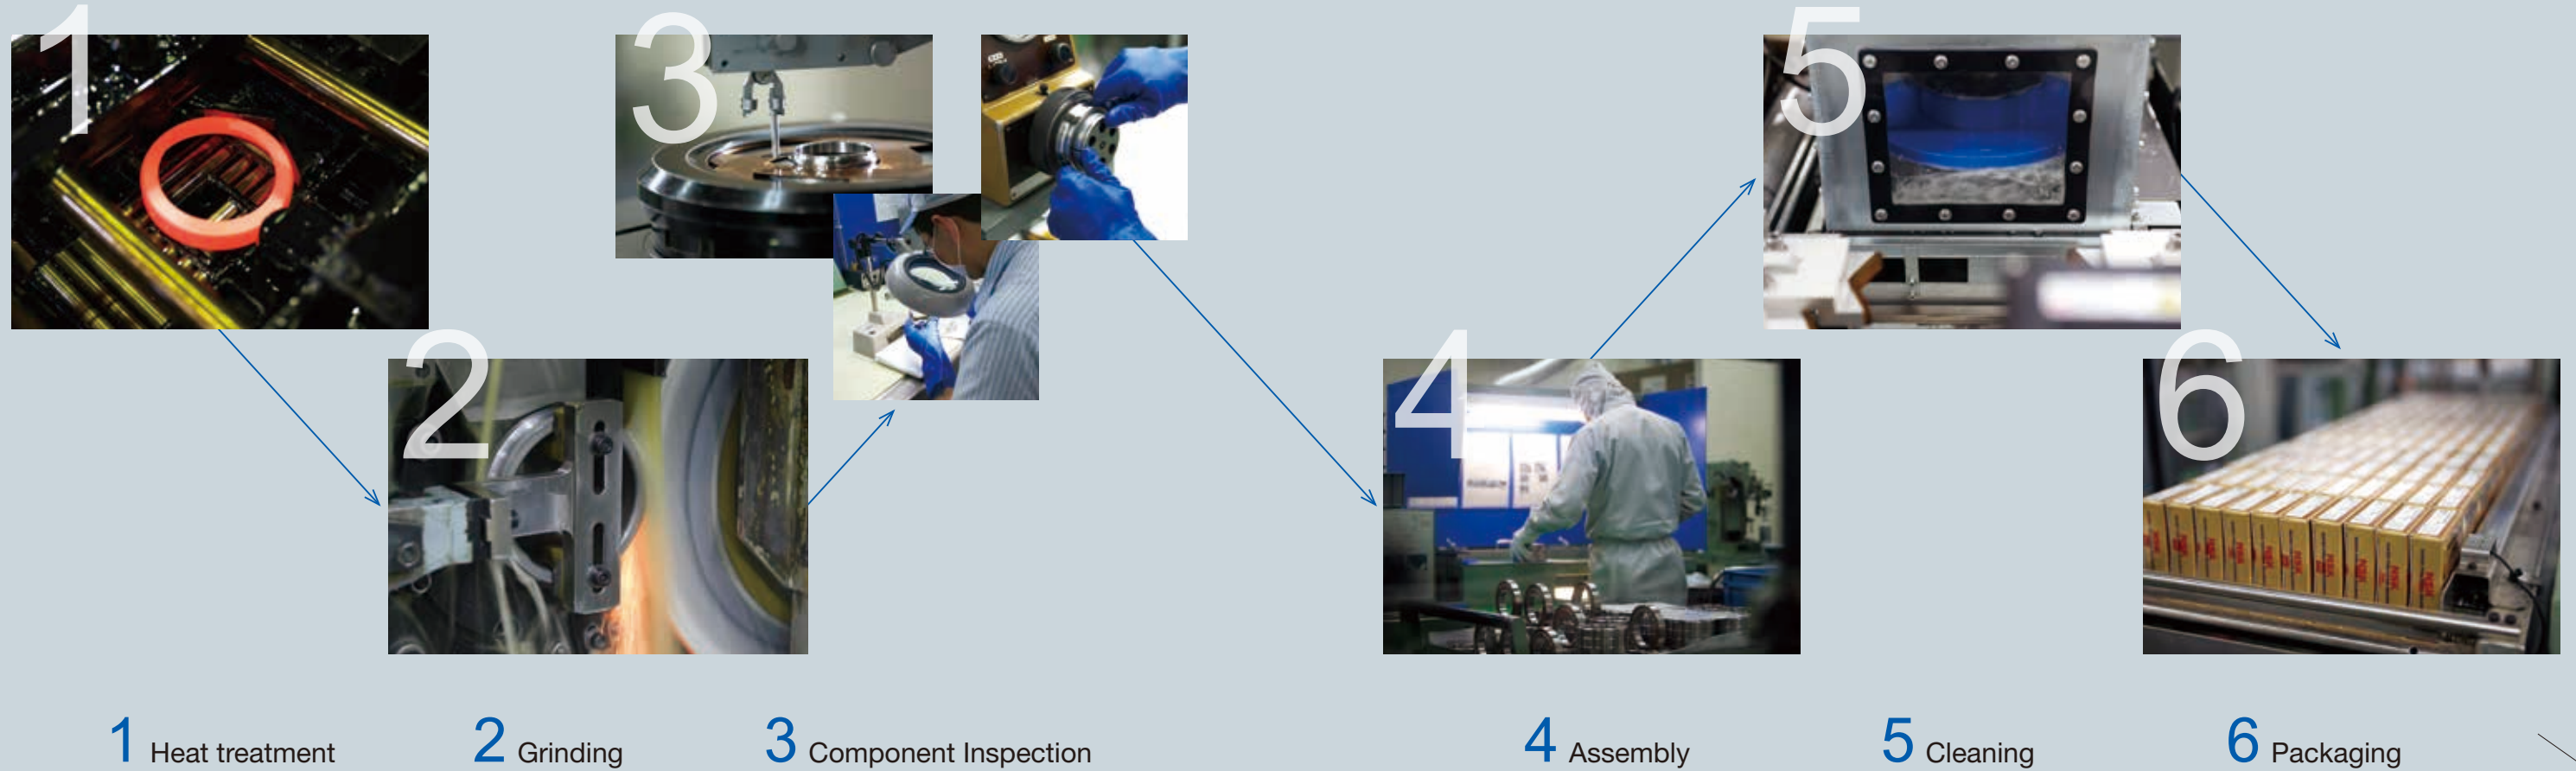 1
2
3
4
5
6
NSK
1 Heat treatment
2 Grinding
3 Component Inspection
4 Assembly
5 Cleaning
6 Packaging